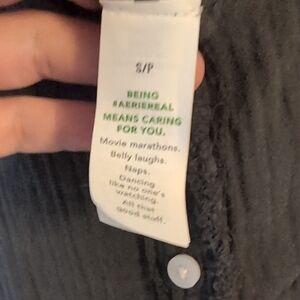 S/P
BEING
#AERIEREAL
MEANS CARING
FOR YOU.
Movie marathons.
Belly laughs.
Naps.
Dancing
like no one's
watching.
All that
good stuff.